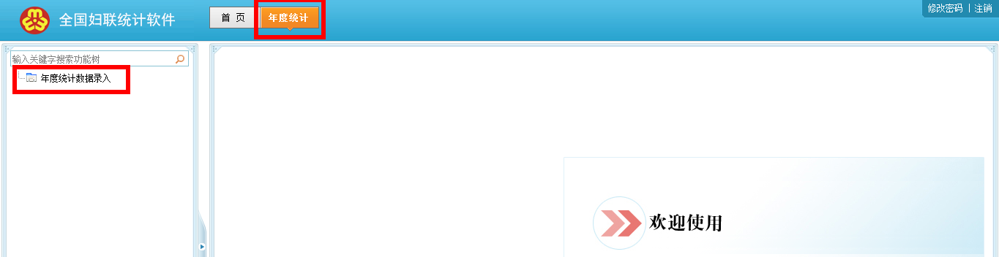 全国妇联统计软件
首 页
年度统计
修改密码 | 注销
输入关键字搜索功能树
年度统计数据录入
欢迎使用